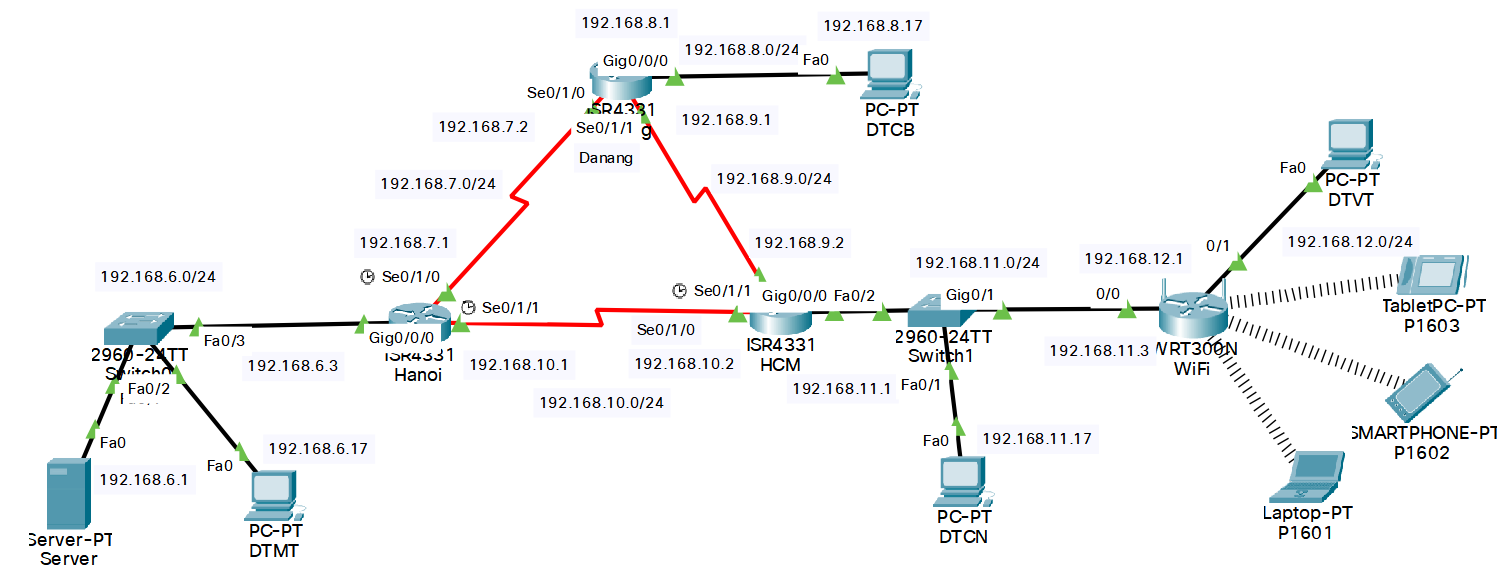 192.168.8.1
192.168.8.17
192.168.8.0/24
Gig0/0/0
Fa0
Se0/1/0
ISR4331
PC-PT
DTCB
192.168.7.2
Se0/1/1
g
192.168.9.1
Danang
192.168.7.0/24
192.168.9.0/24
Fa0
PC-PT
DTVT
192.168.7.1
192.168.9.2
0/1
192.168.12.0/24
192.168.6.0/24
Se0/1/0
192.168.11.0/24
192.168.12.1
Se0/1/1
Se0/1/1
Gig0/0/0
Fa0/2
Gig0/1
0/0
TabletPC-PT
P1603
Fa0/3
Gig0/0/0
Se0/1/0
2960-24TT
ISR4331
Hanoi
ISR4331
HCM
2960-24TT
Switch1
WRT300N
WiFi
192.168.6.3
192.168.10.1
192.168.10.2
192.168.11.3
Fa0/2
192.168.11.1
Fa0/1
192.168.10.0/24
SMARTPHONE-PT
P1602
Fa0
192.168.6.17
Fa0
192.168.11.17
Fa0
192.168.6.1
Server-PT
Server
PC-PT
DTMT
PC-PT
DTCN
Laptop-PT
P1601